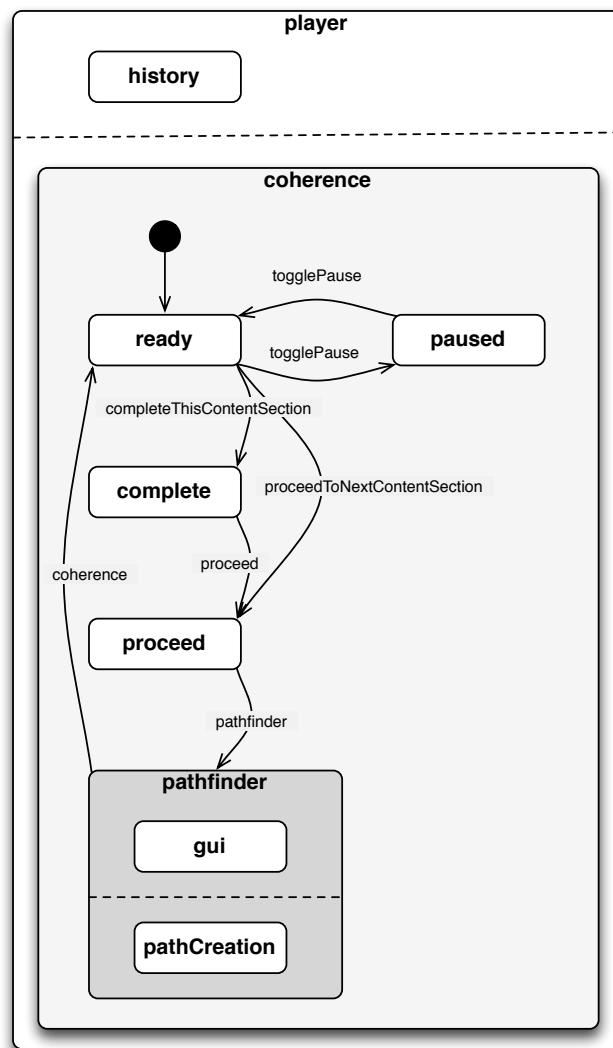 player
history
coherence
togglePause
ready
paused
togglePause
completeThisContentSection
complete
proceedToNextContentSection
proceed
coherence
proceed
pathfinder
pathfinder
gui
pathCreation